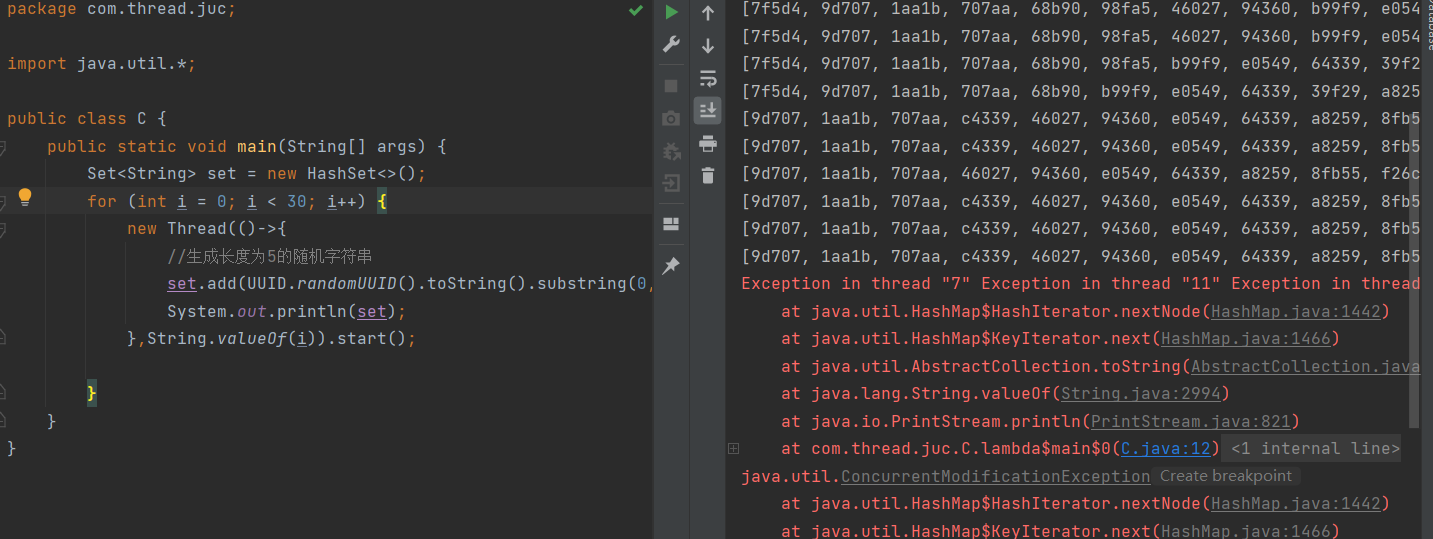 package com.thread.juc;
import java.util.*;
public class C {
public static void main(String[] args) {
Set<String> set = new HashSet<>();
for (int i = 0; i < 30; i++) {
new Thread(()->{
//生成长度为5的随机字符串
set.add(UUID.randomUUID().toString().substring(0,
System.out.println(set);
},String.valueOf(i)).start();
}
}
}
[7f5d4, 9d707, 1aa1b, 707aa, 68b90, 98fa5, 46027, 94360, b99f9, e054
[7f5d4, 9d707, 1aa1b, 707aa, 68b90, 98fa5, 46027, 94360, b99f9, e054
[7f5d4, 9d707, 1aa1b, 707aa, 68b90, 98fa5, b99f9, e0549, 64339, 39f2
[7f5d4, 9d707, 1aa1b, 707aa, 68b90, b99f9, e0549, 64339, 39f29, a825
[9d707, 1aa1b, 707aa, c4339, 46027, 94360, e0549, 64339, a8259, 8fb5
[9d707, 1aa1b, 707aa, c4339, 46027, 94360, e0549, 64339, a8259, 8fb5
[9d707, 1aa1b, 707aa, 46027, 94360, e0549, 64339, a8259, 8fb55, f26c
[9d707, 1aa1b, 707aa, c4339, 46027, 94360, e0549, 64339, a8259, 8fb5
[9d707, 1aa1b, 707aa, c4339, 46027, 94360, e0549, 64339, a8259, 8fb5
[9d707, 1aa1b, 707aa, c4339, 46027, 94360, e0549, 64339, a8259, 8fb5
Exception in thread "7" Exception in thread "11" Exception in thread
at java.util.HashMap$HashIterator.nextNode(HashMap.java:1442)
at java.util.HashMap$KeyIterator.next(HashMap.java:1466)
at java.util.AbstractCollection.toString(AbstractCollection.java
at java.lang.String.valueOf(String.java:2994)
at java.io.PrintStream.println(PrintStream.java:821)
at com.thread.juc.C.lambda$main$0(C.java:12) <1 internal line>
java.util.ConcurrentModificationException Create breakpoint
at java.util.HashMap$HashIterator.nextNode(HashMap.java:1442)
at java.util.HashMap$KeyIterator.next(HashMap.java:1466)